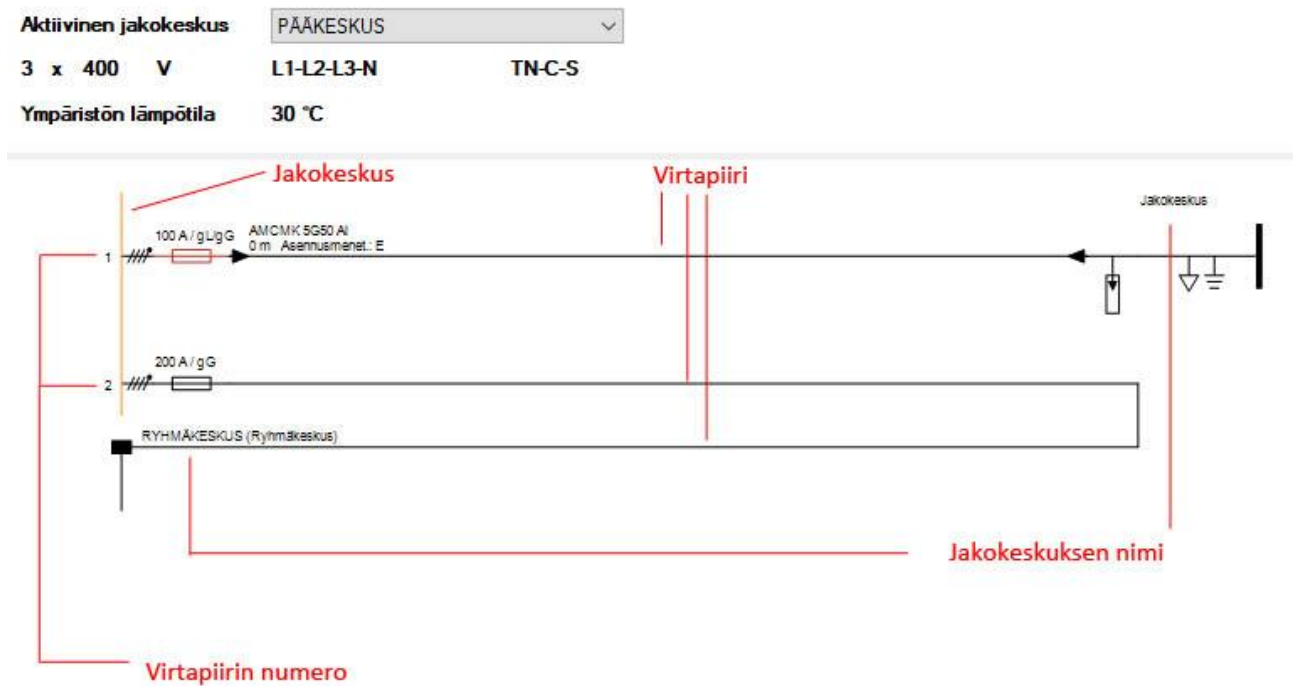 Aktiivinen jakokeskus PÄÄKESKUS
3 x 400 V L1-L2-L3-N TN-C-S
Ympäristön lämpötila 30 °C
Jakokeskus Virtapiiri
Jakokeskus
100 A / gL/gG AMCMK 5G50 Al
0 m Asennusmenet.: E
1
200 A / gG
2
RYHMÄKESKUS (Ryhmäkeskus)
Jakokeskuksen nimi
Virtapiirin numero